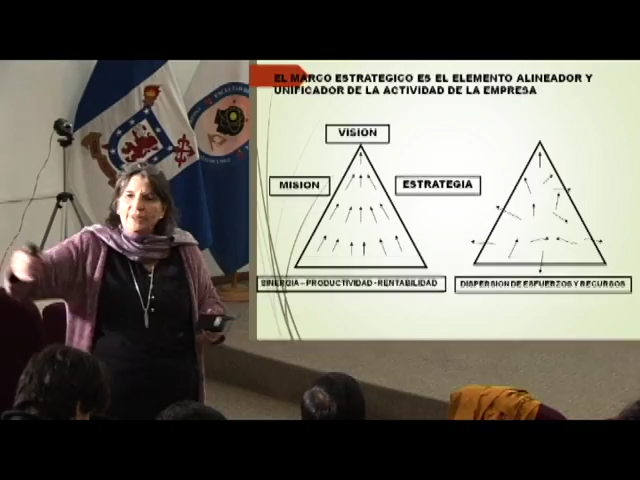 EL MARCO ESTRATEGICO ES EL ELEMENTO ALINEADOR Y
UNIFICADOR DE LA ACTIVIDAD DE LA EMPRESA
VISION
MISION
ESTRATEGIA
SINERGIA – PRODUCTIVIDAD - RENTABILIDAD
DISPERSION DE ESFUERZOS Y RECURSOS